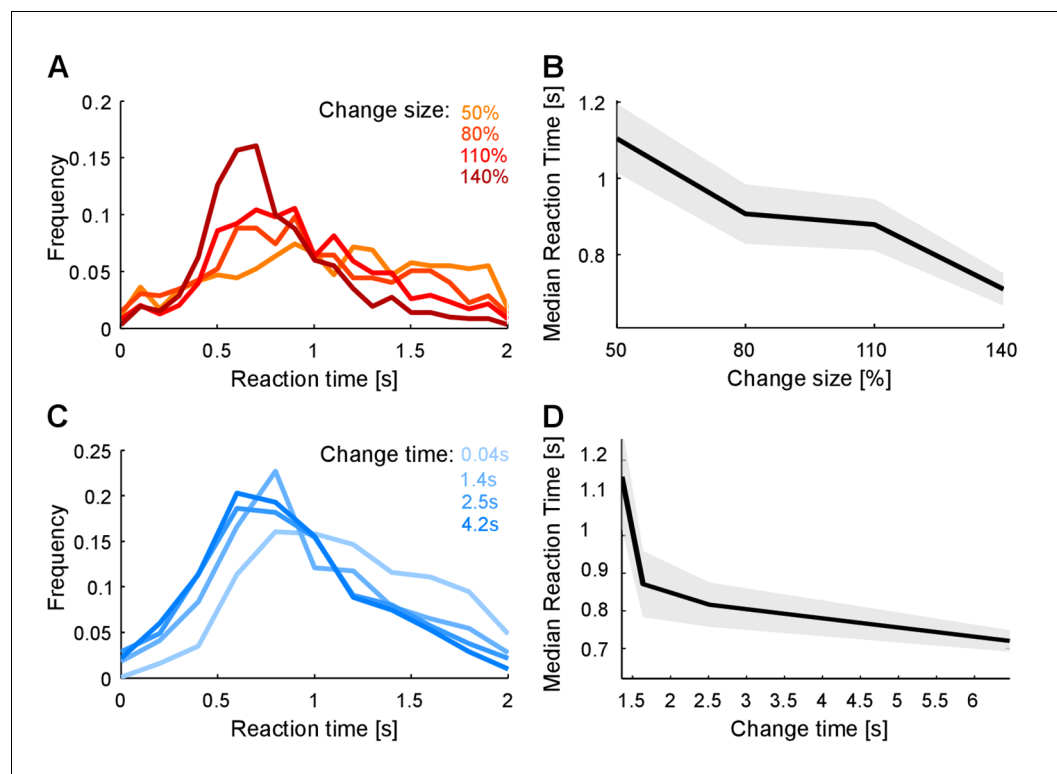 A
Change size: 50%
80%
110%
140%
Frequency
0.2
0.15
0.1
0.05
0
0 0.5 1 1.5 2
Reaction time [s]
B
Median Reaction Time [s]
1.2
1
0.8
50 80 110 140
Change size [%]
C
Change time: 0.04s
1.4s
2.5s
4.2s
Frequency
0.25
0.2
0.15
0.1
0.05
0
0 0.5 1 1.5 2
Reaction time [s]
D
Median Reaction Time [s]
1.2
1.1
1
0.9
0.8
0.7
1.5 2 2.5 3 3.5 4 4.5 5 5.5 6
Change time [s]